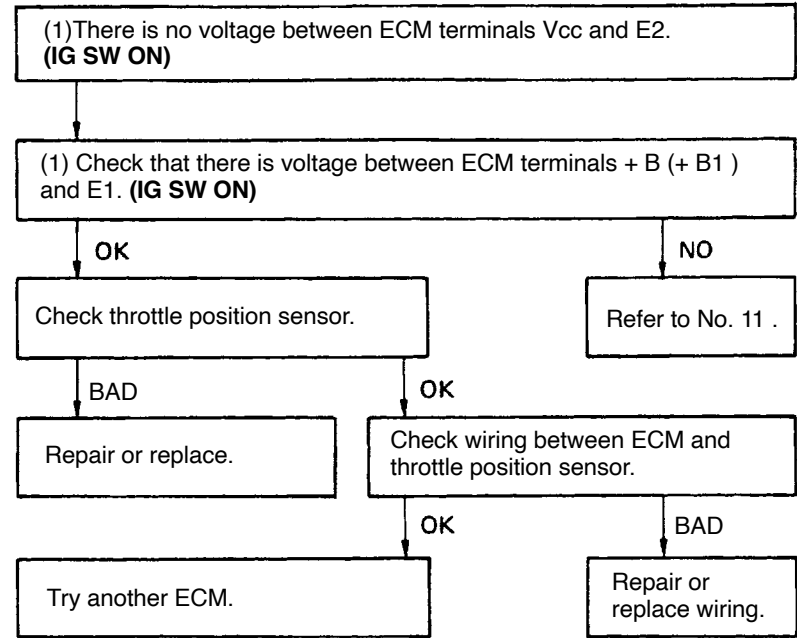 (1)There is no voltage between ECM terminals Vcc and E2.
(IG SW ON)
(1) Check that there is voltage between ECM terminals + B (+ B1 )
and E1. (IG SW ON)
OK
NO
Check throttle position sensor.
Refer to No. 11 .
BAD
OK
Repair or replace.
Check wiring between ECM and
throttle position sensor.
OK
BAD
Try another ECM.
Repair or
replace wiring.